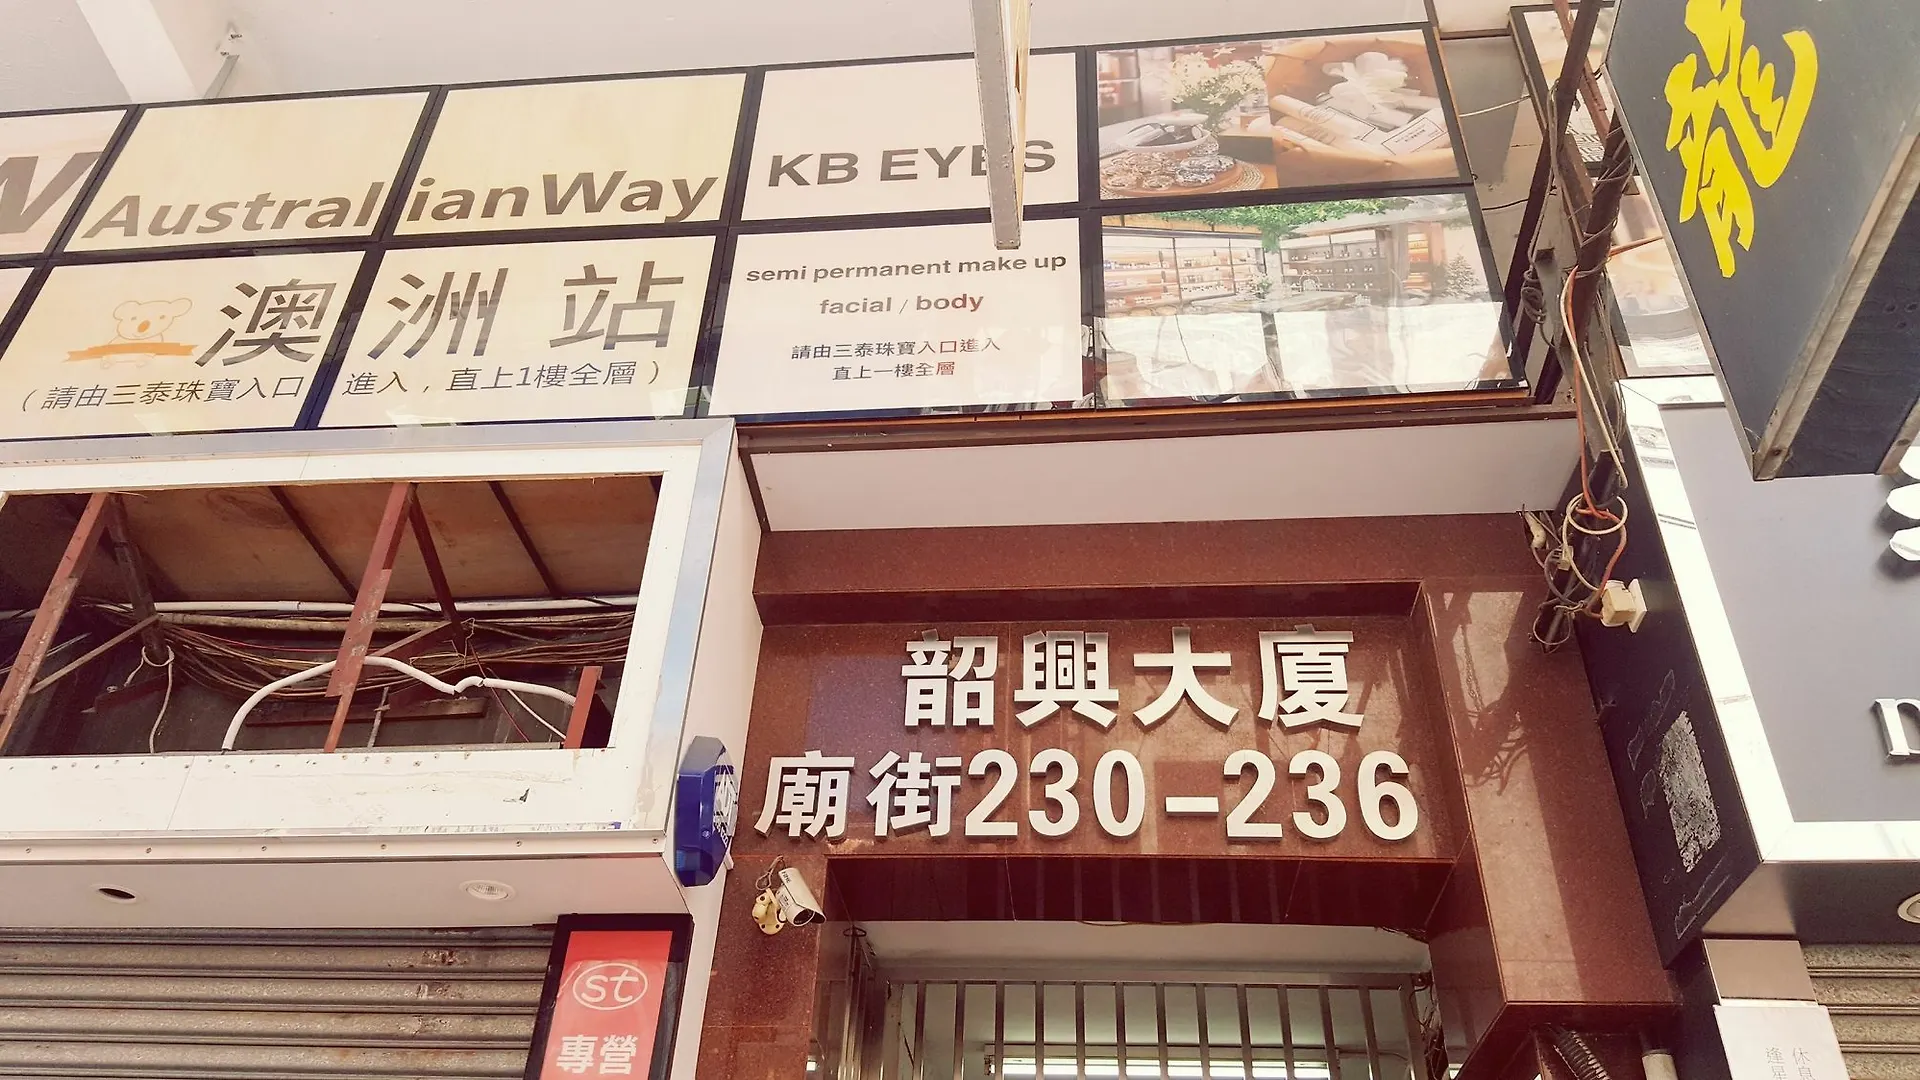 AustralianWay
澳洲站
（請由三泰珠寶入口進入，直上1樓全層）
KB EYES
semi permanent make up
facial / body
請由三泰珠寶入口進入
直上一樓全層
龍
韶興大廈
廟街230-236
st
專營
休息